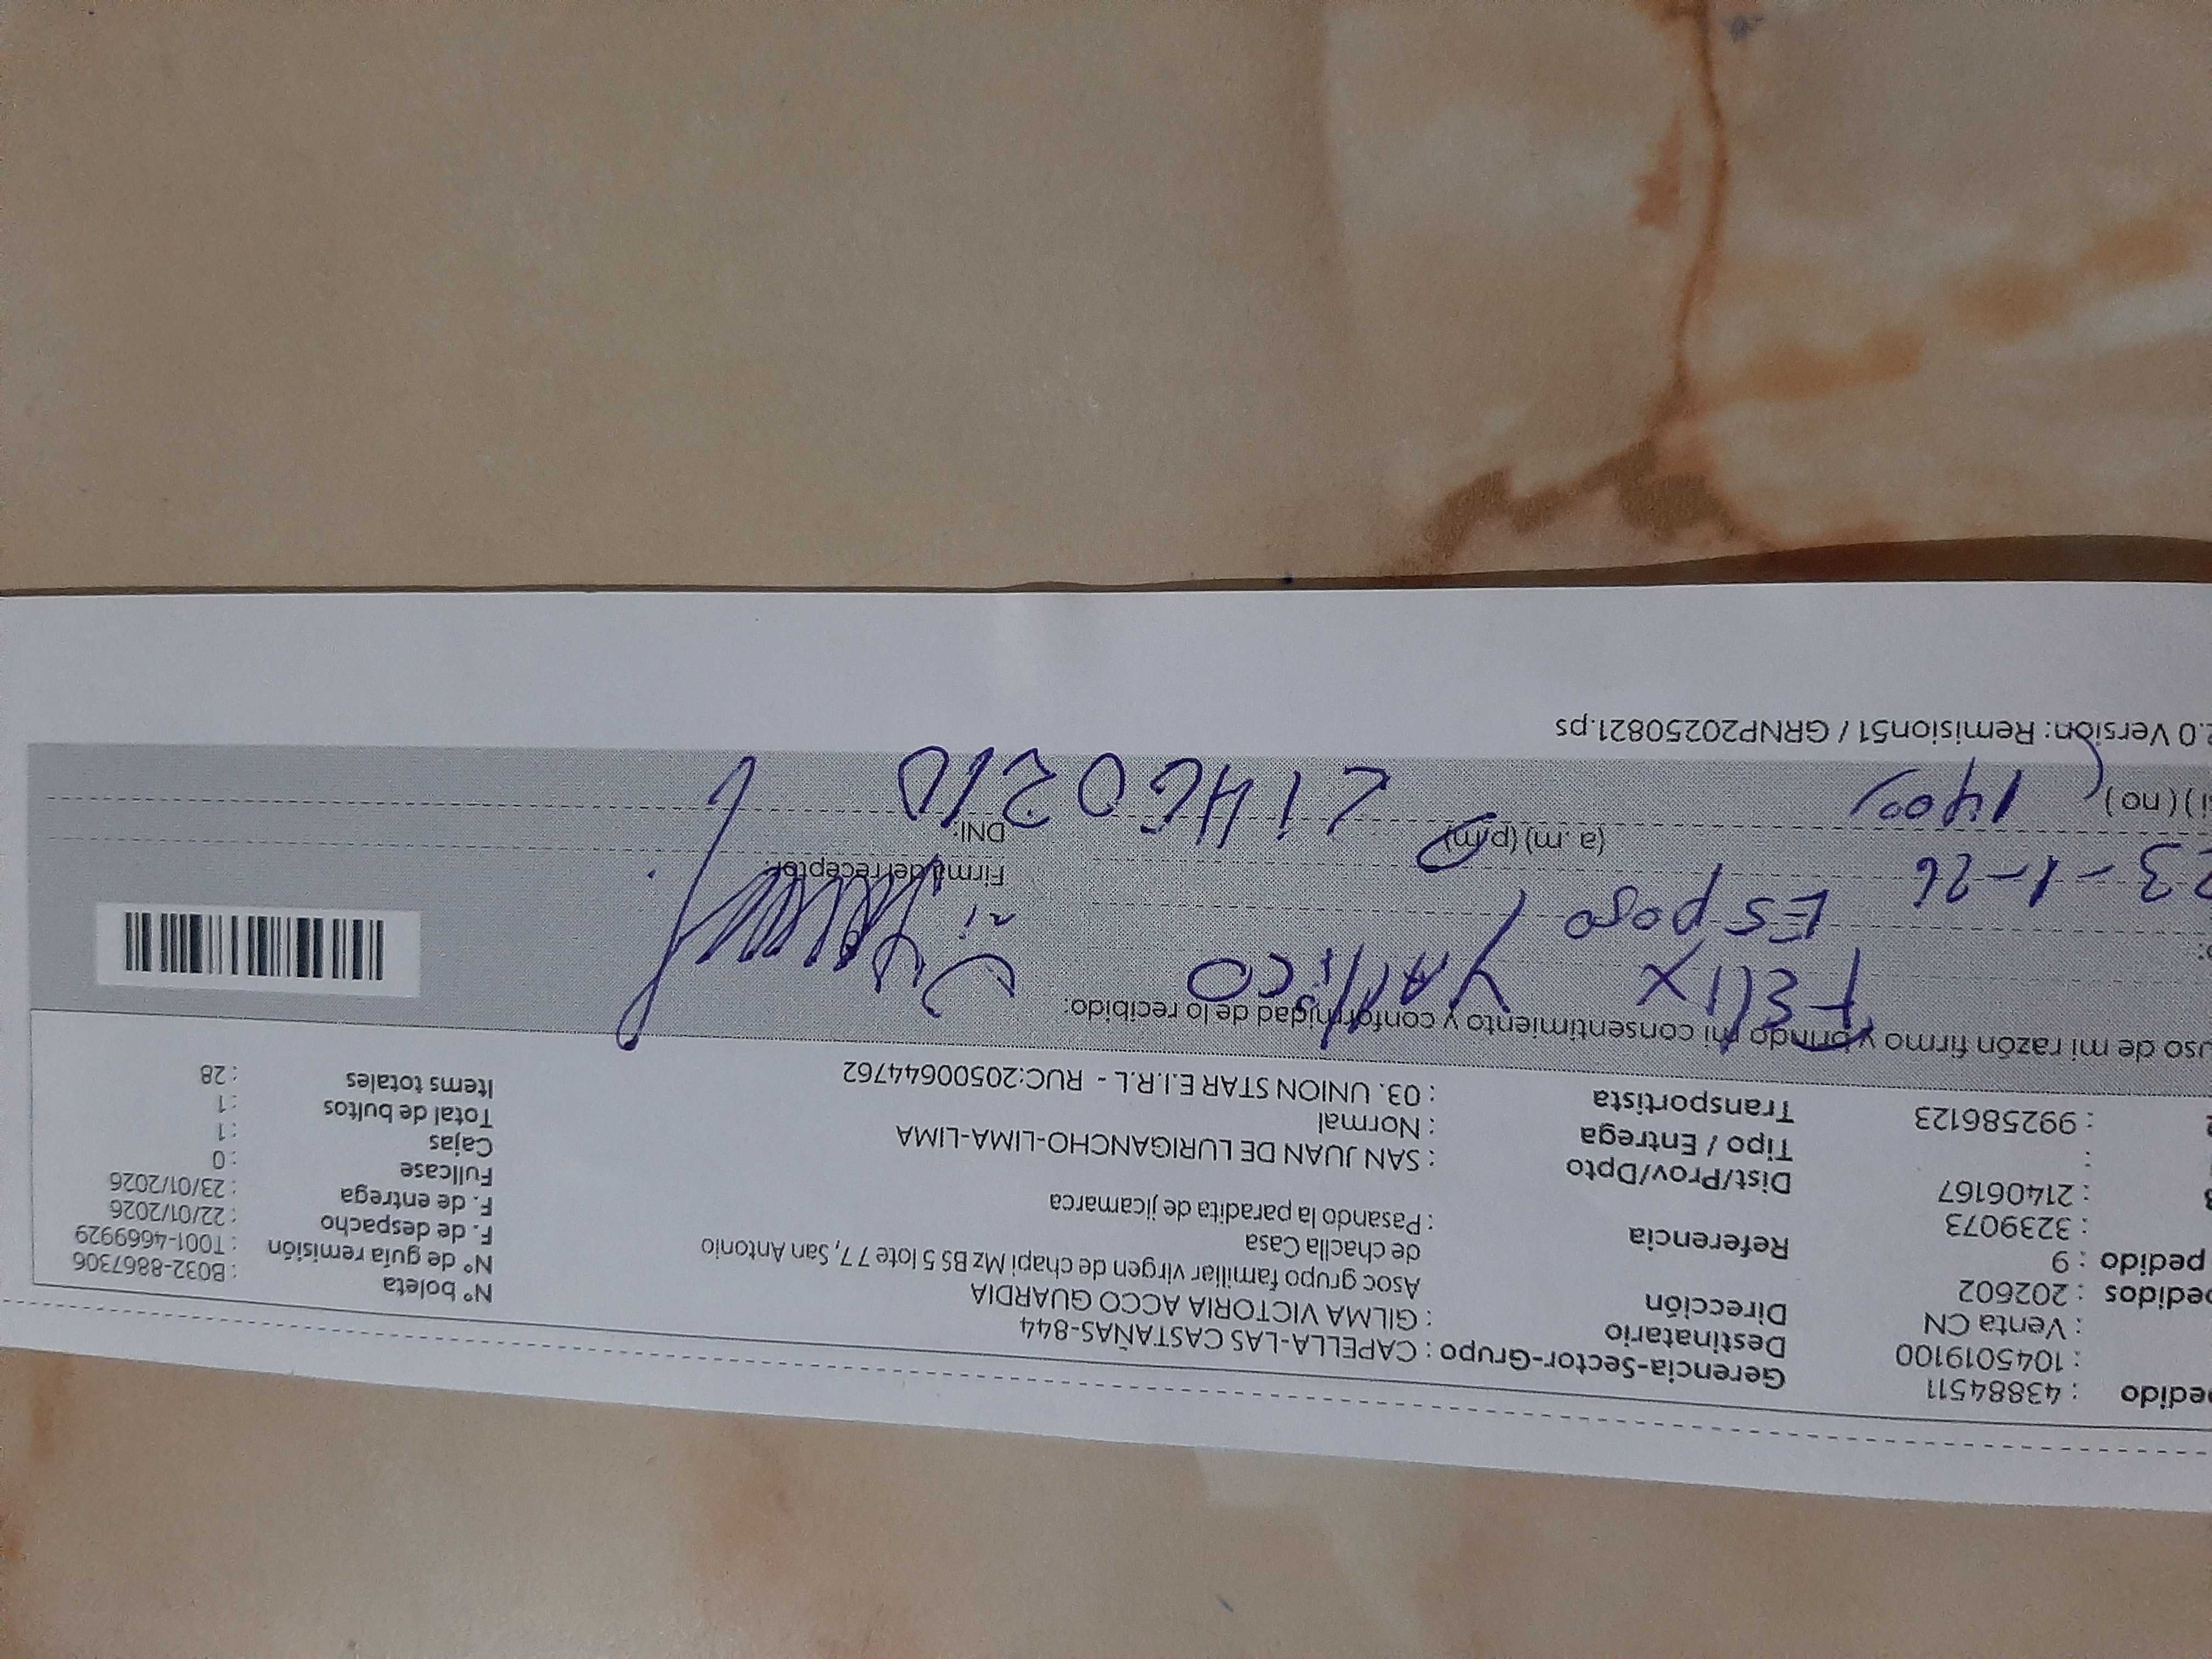 pedido : 43884511
: 1045019100
: Venta CN
pedidos : 202602
pedido : 9
: 3239073
: 21406167
:
: 992586123
Gerencia-Sector-Grupo : CAPELLA-LAS CASTAÑAS-844
Destinatario : GILMA VICTORIA ACCO GUARDIA
Dirección Asoc grupo familiar virgen de chapi Mz BS 5 lote 7 7, San Antonio
de chaclla Casa
Referencia : Pasando la paradita de jicamarca
Dist/Prov/Dpto : SAN JUAN DE LURIGANCHO-LIMA-LIMA
Tipo / Entrega : Normal
Transportista : 03. UNION STAR E.I.R.L - RUC:20500644762
N° boleta : B032-8867306
N° de guía remisión : T001-4669929
F. de despacho : 22/01/2026
F. de entrega : 23/01/2026
Fullcase : 0
Cajas : 1
Total de bultos : 1
Items totales : 28
uso de mi razón firmo y brindo mi consentimiento y conformidad de lo recibido:
FELIX YALLICO
Esposo
Firma del receptor:
23-1-26 (a.m) (p.m)
DNI:
(no) 1400
2.0 Versión: Remision51 / GRNP20250821.ps